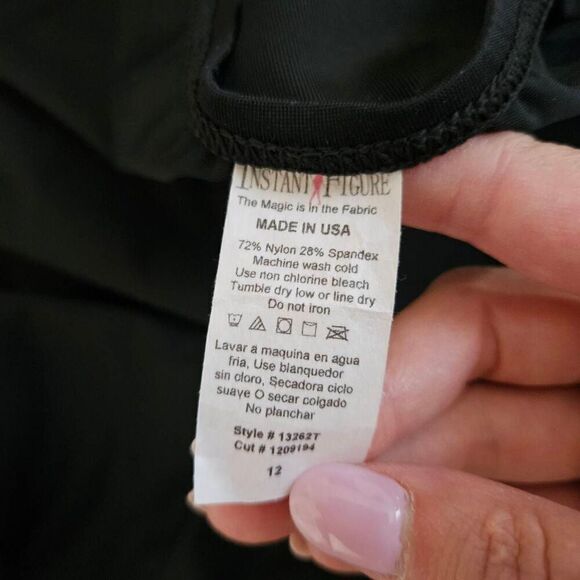 INSTANT FIGURE
The Magic is in the Fabric
MADE IN USA
72% Nylon 28% Spandex
Machine wash cold
Use non chlorine bleach
Tumble dry low or line dry
Do not iron
Lavar a maquina en agua
fria, Use blanquedor
sin cloro, Secadora ciclo
suave O secar colgado
No planchar
Style # 13262T
Cut # 1209194
12